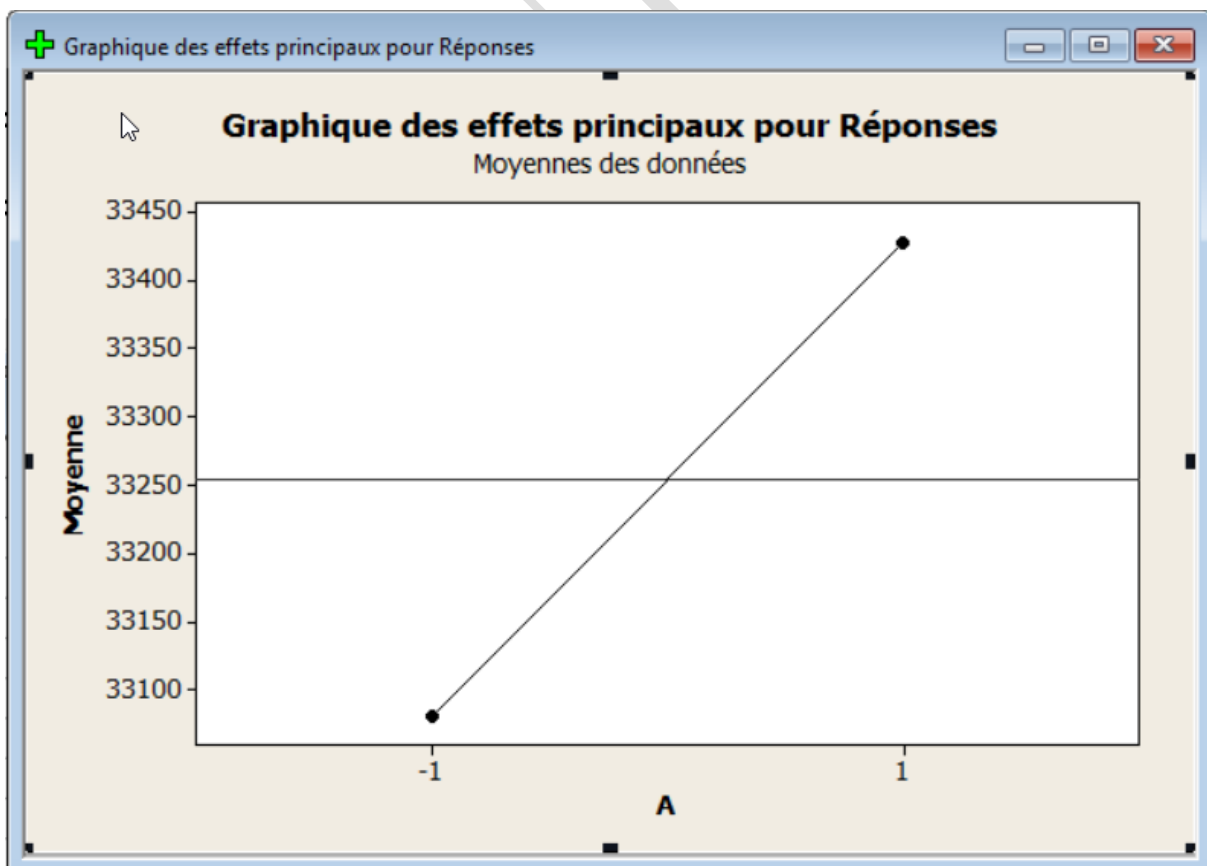 Graphique des effets principaux pour Réponses
Graphique des effets principaux pour Réponses
Moyennes des données
33450
33400
33350
33300
33250
33200
33150
33100
Moyenne
-1
1
A